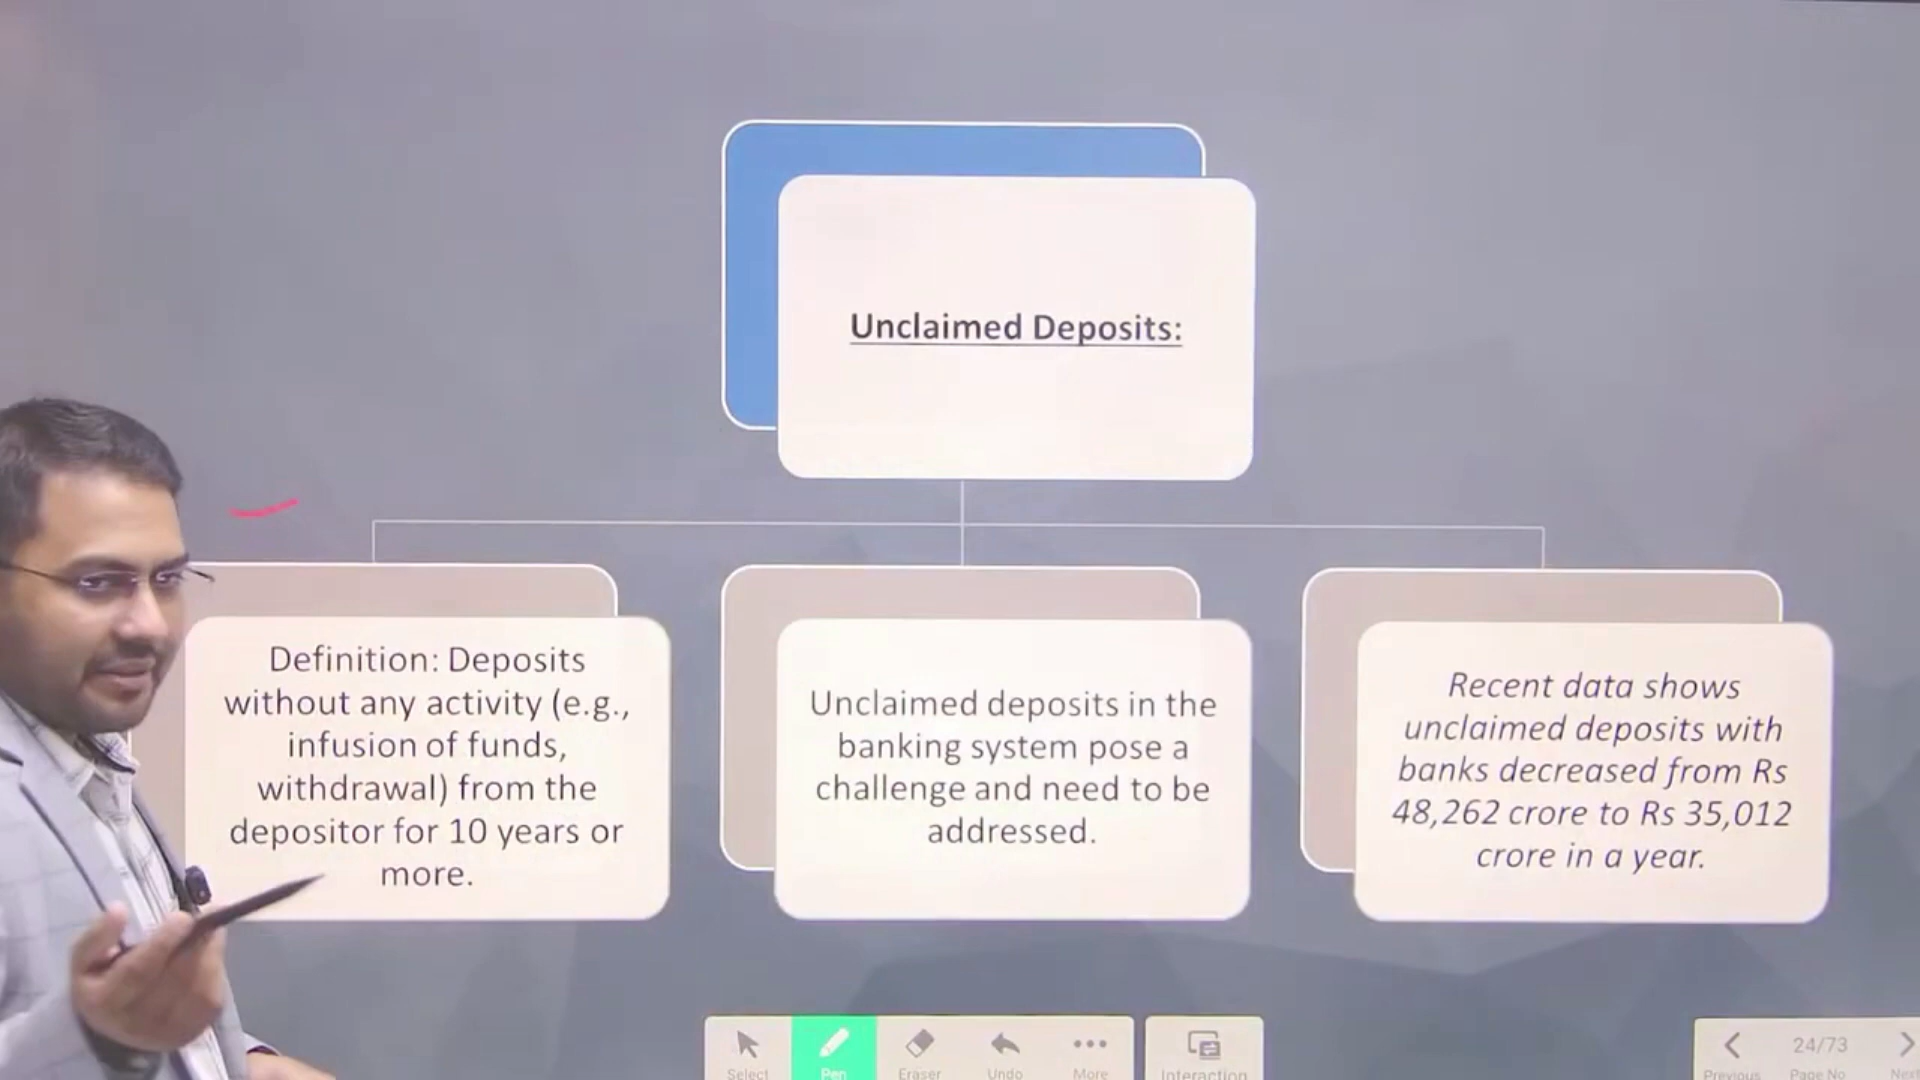 Unclaimed Deposits:
Definition: Deposits
without any activity (e.g.,
infusion of funds,
withdrawal) from the
depositor for 10 years or
more.
Unclaimed deposits in the
banking system pose a
challenge and need to be
addressed.
Recent data shows
unclaimed deposits with
banks decreased from Rs
48,262 crore to Rs 35,012
crore in a year.
Select
Pen
Eraser
Undo
More
Interaction
24/73
Previous
Page No
Next